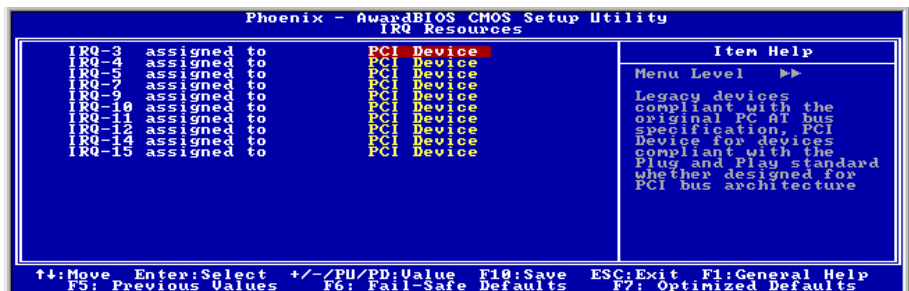 Phoenix - AwardBIOS CMOS Setup Utility
IRQ Resources
IRQ-3 assigned to PCI Device
IRQ-4 assigned to PCI Device
IRQ-5 assigned to PCI Device
IRQ-7 assigned to PCI Device
IRQ-9 assigned to PCI Device
IRQ-10 assigned to PCI Device
IRQ-11 assigned to PCI Device
IRQ-12 assigned to PCI Device
IRQ-14 assigned to PCI Device
IRQ-15 assigned to PCI Device
Item Help
Menu Level ▶▶
Legacy devices
compliant with the
original PC AT bus
specification, PCI
Device for devices
compliant with the
Plug and Play standard
whether designed for
PCI bus architecture
↑↓:Move Enter:Select +/-/PU/PD:Value F10:Save ESC:Exit F1:General Help
F5: Previous Values F6: Fail-Safe Defaults F7: Optimized Defaults